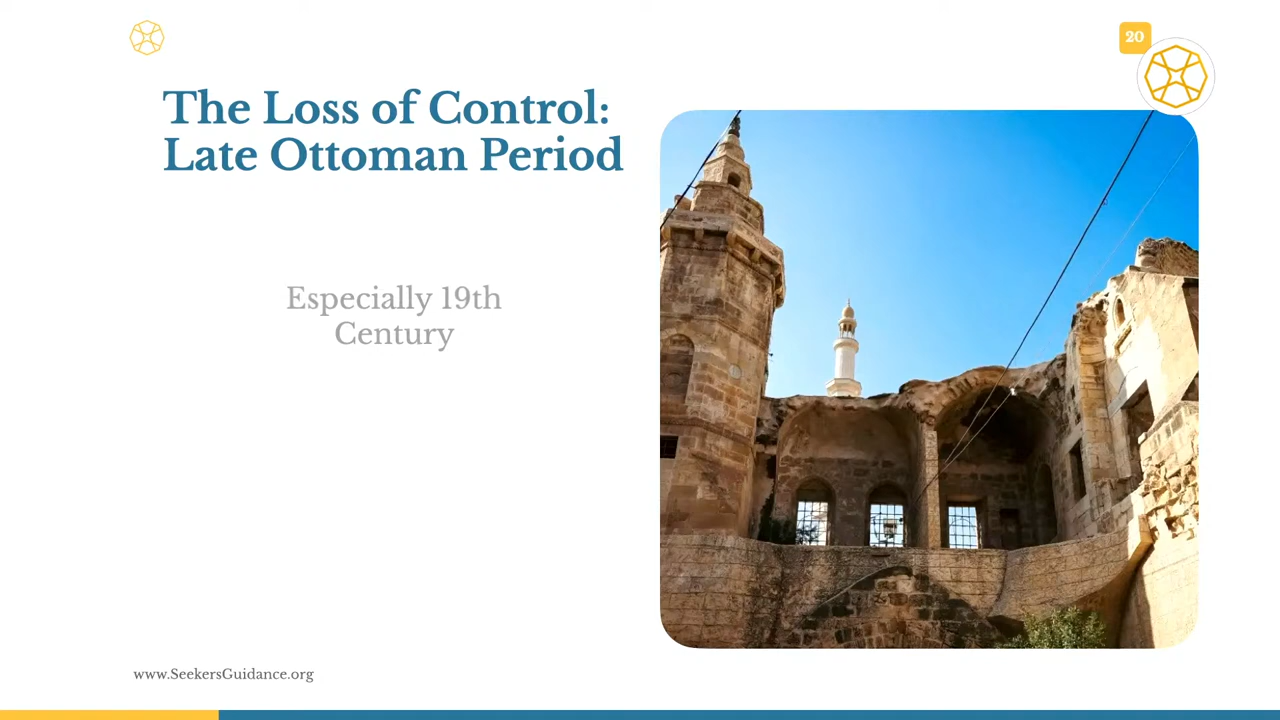 20
The Loss of Control:
Late Ottoman Period
Especially 19th
Century
www.SeekersGuidance.org